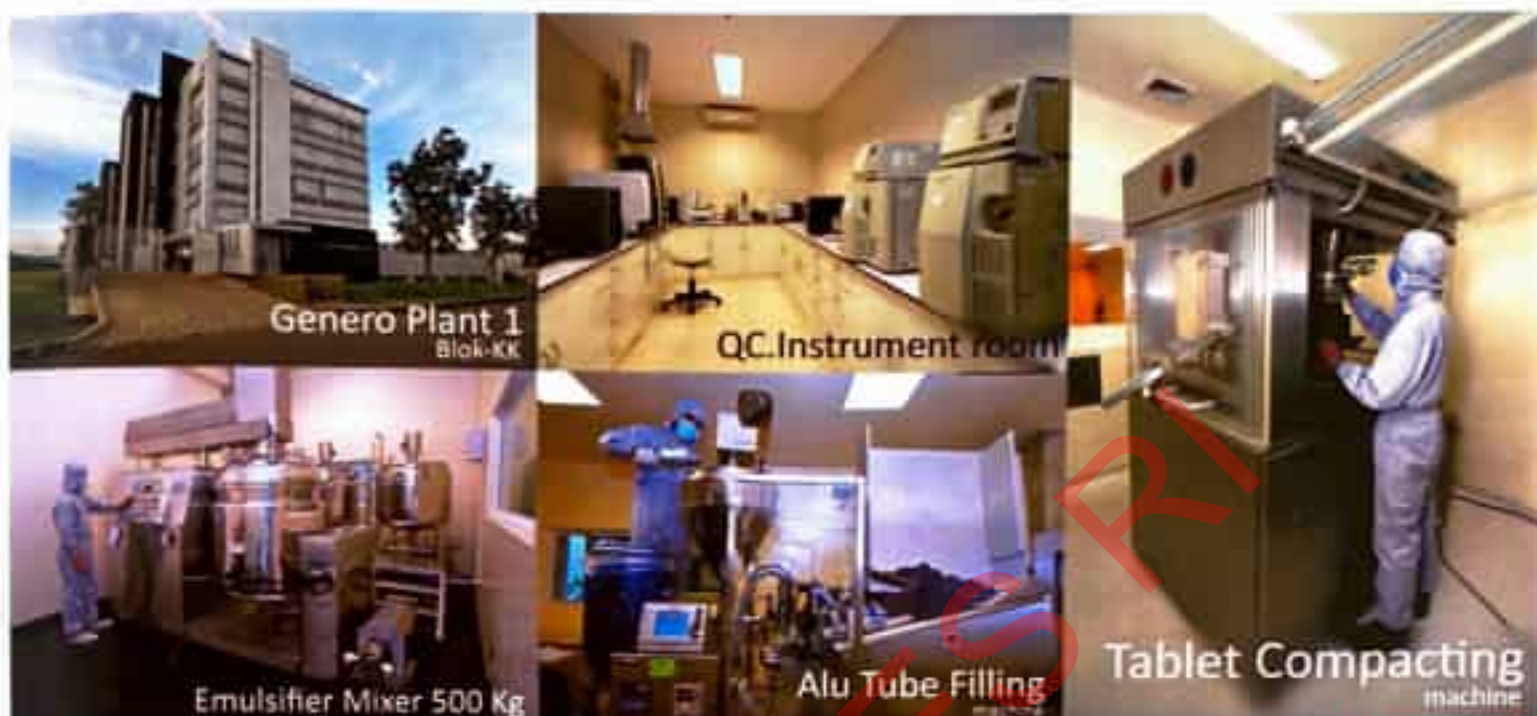 Genero Plant 1
Blok-KK
QC.Instrument room
Emulsifier Mixer 500 Kg
Alu Tube Filling
Tablet Compacting
machine